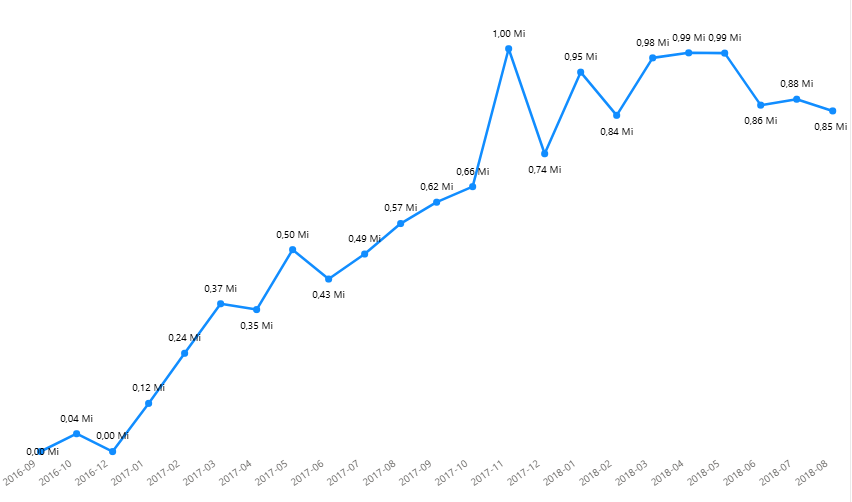 1,00 Mi
0,99 Mi
0,99 Mi
0,98 Mi
0,95 Mi
0,88 Mi
0,86 Mi
0,85 Mi
0,84 Mi
0,74 Mi
0,66 Mi
0,62 Mi
0,57 Mi
0,50 Mi
0,49 Mi
0,43 Mi
0,37 Mi
0,35 Mi
0,24 Mi
0,12 Mi
0,04 Mi
0,00 Mi
0,00 Mi
2016-09
2016-10
2016-12
2017-01
2017-02
2017-03
2017-04
2017-05
2017-06
2017-07
2017-08
2017-09
2017-10
2017-11
2017-12
2018-01
2018-02
2018-03
2018-04
2018-05
2018-06
2018-07
2018-08